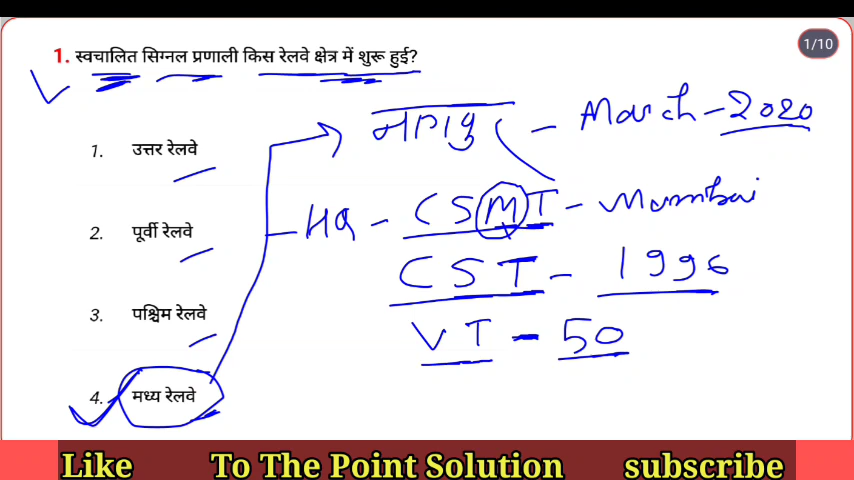 1. स्वचालित सिग्नल प्रणाली किस रेलवे क्षेत्र में शुरू हुई?
1/10
नागपु - March - 2020
1. उत्तर रेलवे
HQ - CSMT - Mumbai
2. पूर्वी रेलवे
CST - 1996
3. पश्चिम रेलवे
VT - 50
4. मध्य रेलवे
Like To The Point Solution subscribe